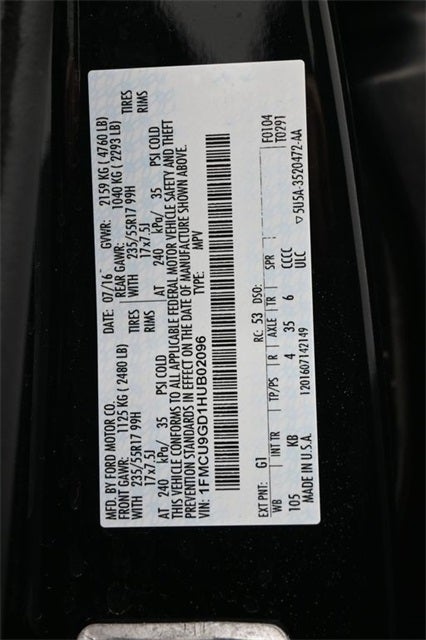 MFD. BY FORD MOTOR CO.
DATE: 07/16 GVWR: 2159 KG ( 4760 LB)
FRONT GAWR: 1125 KG ( 2480 LB) REAR GAWR: 1040 KG ( 2293 LB)
WITH 235/55R17 99H TIRES WITH 235/55R17 99H TIRES
17x7.5J RIMS 17x7.5J RIMS
AT 240 kPa/ 35 PSI COLD AT 240 kPa/ 35 PSI COLD
THIS VEHICLE CONFORMS TO ALL APPLICABLE FEDERAL MOTOR VEHICLE SAFETY AND THEFT
PREVENTION STANDARDS IN EFFECT ON THE DATE OF MANUFACTURE SHOWN ABOVE.
VIN: 1FMCU9GD1HUB02096 TYPE: MPV
EXT PNT: G1 RC: 53 DSO: F0104
WB INT TR TP/PS R AXLE TR SPR T0291
105 KB 4 35 6 CCCC
MADE IN U.S.A. 1201607142149 ULC ▽5U5A-3520472-AA